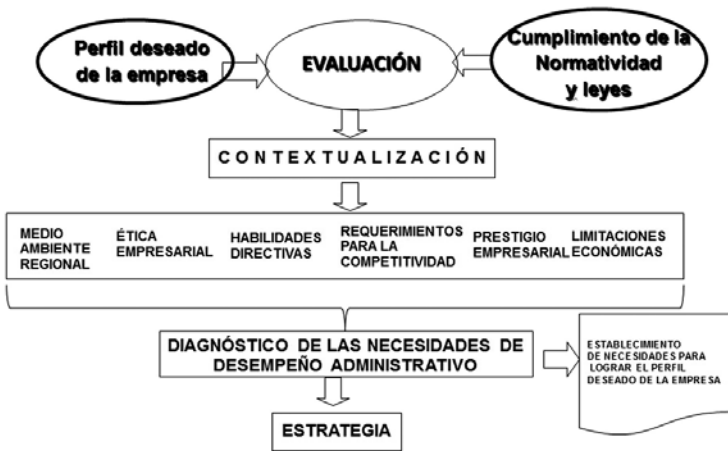 Perfil deseado
de la empresa
EVALUACIÓN
Cumplimiento de la
Normatividad
y leyes
CONTEXTUALIZACIÓN
MEDIO
AMBIENTE
REGIONAL
ÉTICA
EMPRESARIAL
HABILIDADES
DIRECTIVAS
REQUERIMIENTOS
PARA LA
COMPETITIVIDAD
PRESTIGIO
EMPRESARIAL
LIMITACIONES
ECONÓMICAS
DIAGNÓSTICO DE LAS NECESIDADES DE
DESEMPEÑO ADMINISTRATIVO
ESTABLECIMIENTO
DE NECESIDADES PARA
LOGRAR EL PERFIL
DESEADO DE LA EMPRESA
ESTRATEGIA